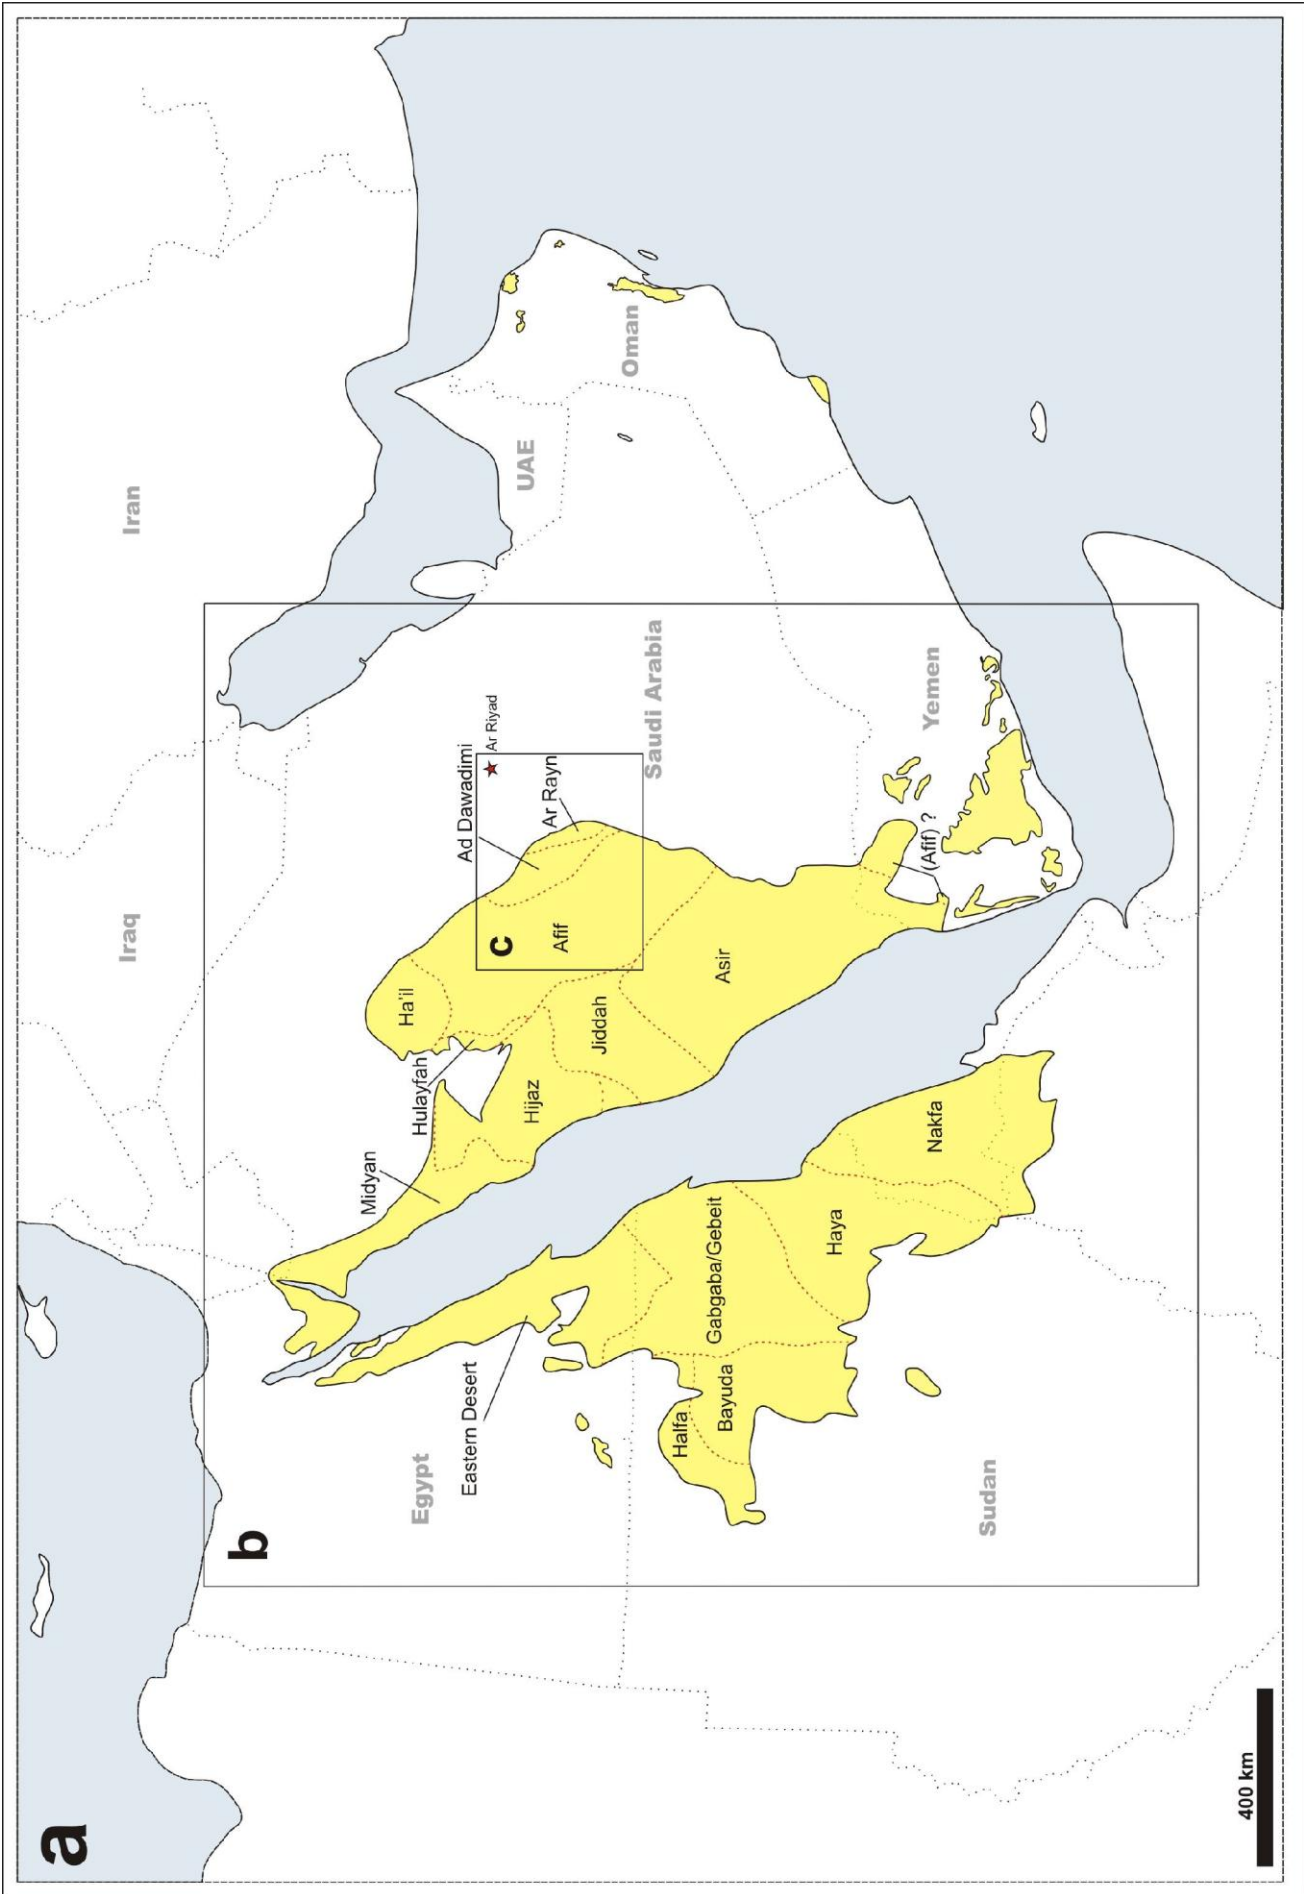 a
Iraq
Iran
b
Egypt
Eastern Desert
Midyan
Hulayfah
Ha'il
Ad Dawadimi
Ar Riyad
Ar Rayn
c
Afif
Hijaz
Jiddah
Asir
Saudi Arabia
UAE
Oman
Yemen
(Afif) ?
Halfa
Bayuda
Gabgaba/Gebeit
Haya
Nakfa
Sudan
400 km